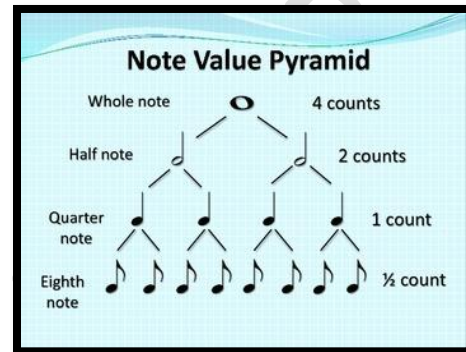 Note Value Pyramid
Whole note 4 counts
Half note 2 counts
Quarter
note
1 count
Eighth
note
½ count